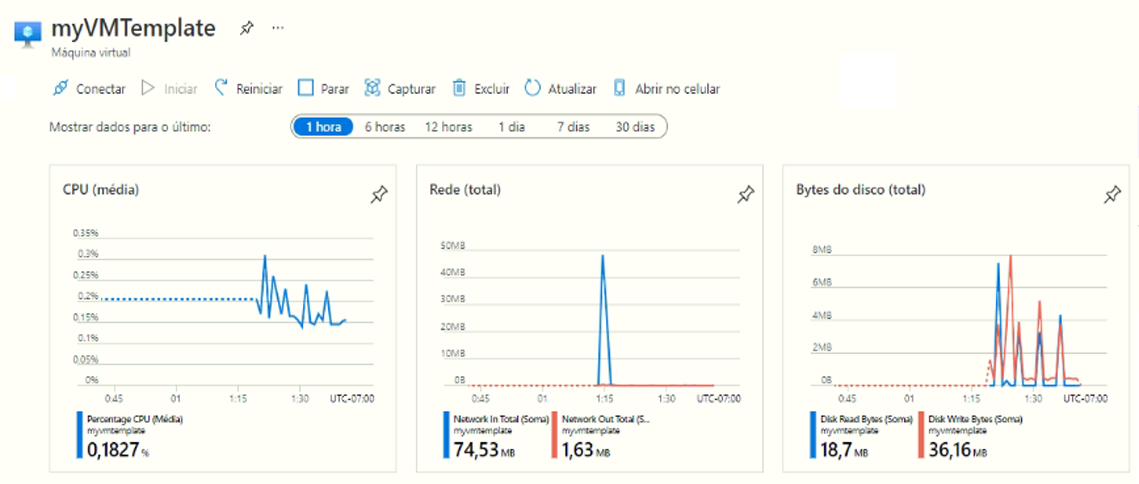 myVMTemplate
Máquina virtual
Conectar Iniciar Reiniciar Parar Capturar Excluir Atualizar Abrir no celular
Mostrar dados para o último: 1 hora 6 horas 12 horas 1 dia 7 dias 30 dias
CPU (média)
0.35%
0.3%
0.25%
0.2%
0.15%
0.1%
0.05%
0%
0:45 01 1:15 1:30 UTC-07:00
Percentage CPU (Média)
myvmtemplate
0,1827 %
Rede (total)
50MB
40MB
30MB
20MB
10MB
0B
0:45 01 1:15 1:30 UTC-07:00
Network In Total (Soma) Network Out Total (S...
myvmtemplate myvmtemplate
74,53 MB 1,63 MB
Bytes do disco (total)
8MB
6MB
4MB
2MB
0B
0:45 01 1:15 1:30 UTC-07:00
Disk Read Bytes (Soma) Disk Write Bytes (Soma)
myvmtemplate myvmtemplate
18,7 MB 36,16 MB